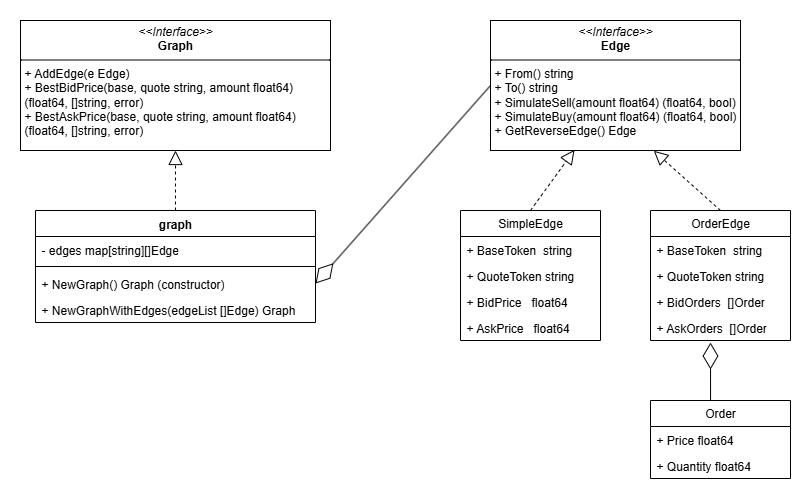 <<Interface>>
Graph
+ AddEdge(e Edge)
+ BestBidPrice(base, quote string, amount float64)
(float64, []string, error)
+ BestAskPrice(base, quote string, amount float64)
(float64, []string, error)
<<Interface>>
Edge
+ From() string
+ To() string
+ SimulateSell(amount float64) (float64, bool)
+ SimulateBuy(amount float64) (float64, bool)
+ GetReverseEdge() Edge
graph
- edges map[string][]Edge
+ NewGraph() Graph (constructor)
+ NewGraphWithEdges(edgeList []Edge) Graph
SimpleEdge
+ BaseToken string
+ QuoteToken string
+ BidPrice float64
+ AskPrice float64
OrderEdge
+ BaseToken string
+ QuoteToken string
+ BidOrders []Order
+ AskOrders []Order
Order
+ Price float64
+ Quantity float64